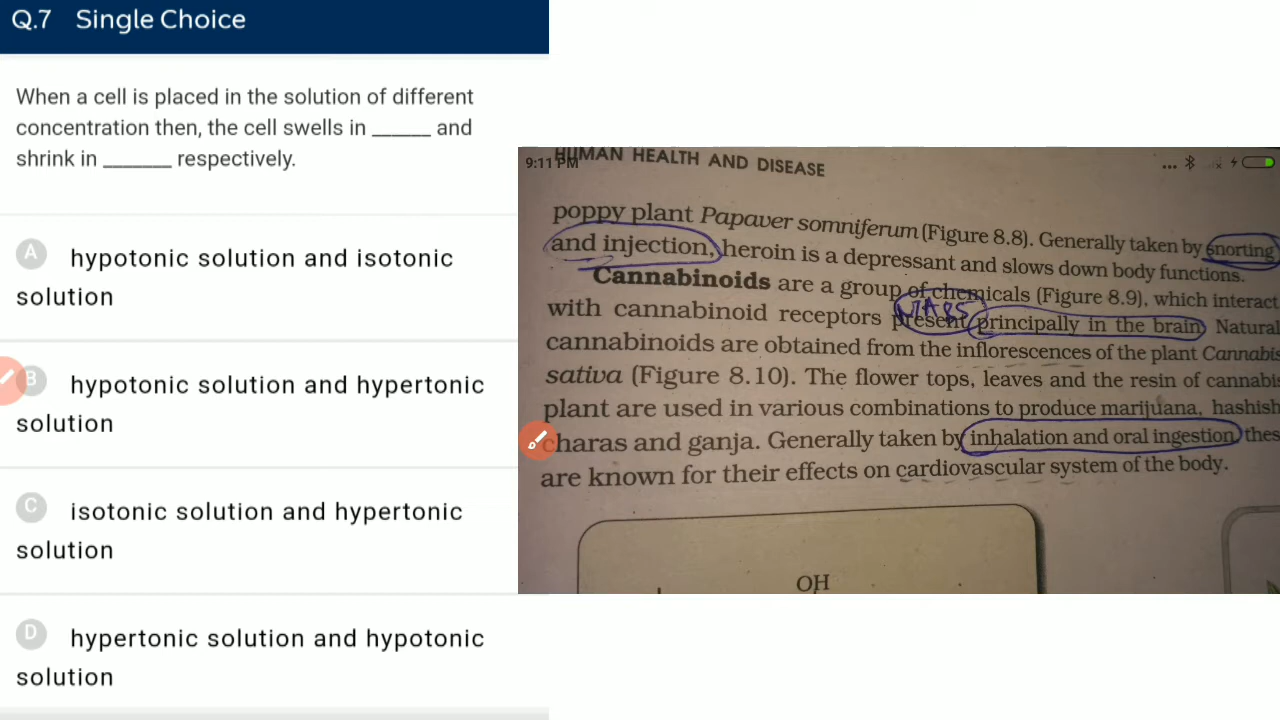 Q.7 Single Choice
When a cell is placed in the solution of different
concentration then, the cell swells in ______ and
shrink in _______ respectively.
A hypotonic solution and isotonic
solution
B hypotonic solution and hypertonic
solution
C isotonic solution and hypertonic
solution
D hypertonic solution and hypotonic
solution
9:11 PM
HUMAN HEALTH AND DISEASE
poppy plant Papaver somniferum (Figure 8.8). Generally taken by snorting
and injection, heroin is a depressant and slows down body functions.
Cannabinoids are a group of chemicals (Figure 8.9), which interact
with cannabinoid receptors present principally in the brain. Natural
cannabinoids are obtained from the inflorescences of the plant Cannabis
sativa (Figure 8.10). The flower tops, leaves and the resin of cannabis
plant are used in various combinations to produce marijuana, hashish
charas and ganja. Generally taken by inhalation and oral ingestion, thes
are known for their effects on cardiovascular system of the body.
OH